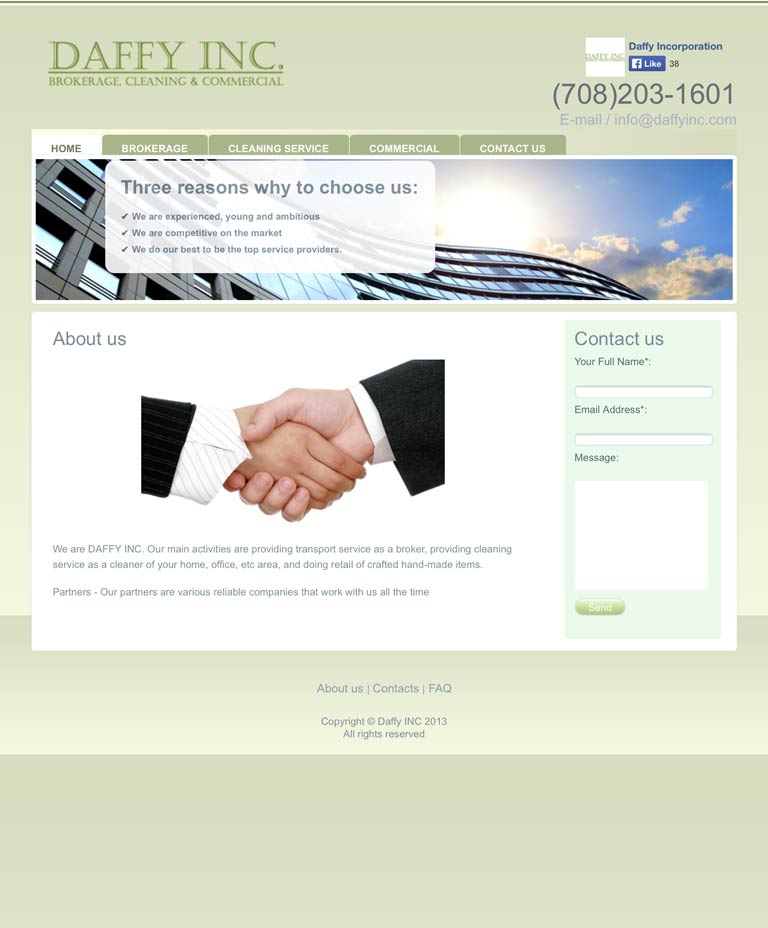 DAFFY INC.
BROKERAGE, CLEANING & COMMERCIAL
DAFFY INC
Daffy Incorporation
Like 38
(708)203-1601
E-mail / info@daffyinc.com
HOME BROKERAGE CLEANING SERVICE COMMERCIAL CONTACT US
Three reasons why to choose us:
✔ We are experienced, young and ambitious
✔ We are competitive on the market
✔ We do our best to be the top service providers.
About us
We are DAFFY INC. Our main activities are providing transport service as a broker, providing cleaning
service as a cleaner of your home, office, etc area, and doing retail of crafted hand-made items.
Partners - Our partners are various reliable companies that work with us all the time
Contact us
Your Full Name*:
Email Address*:
Message:
Send
About us | Contacts | FAQ
Copyright © Daffy INC 2013
All rights reserved